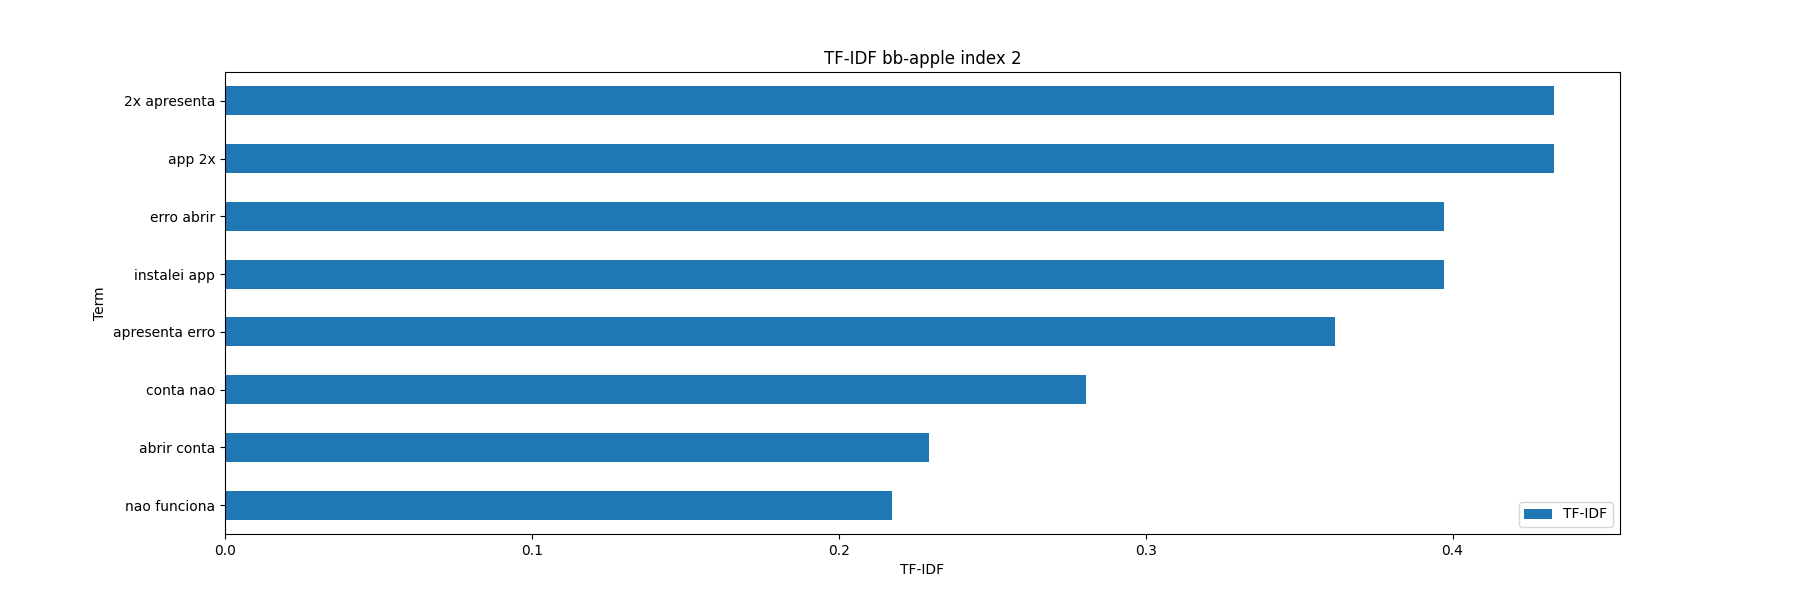 TF-IDF bb-apple index 2
Term
2x apresenta
app 2x
erro abrir
instalei app
apresenta erro
conta nao
abrir conta
nao funciona
TF-IDF
0.0 0.1 0.2 0.3 0.4
TF-IDF